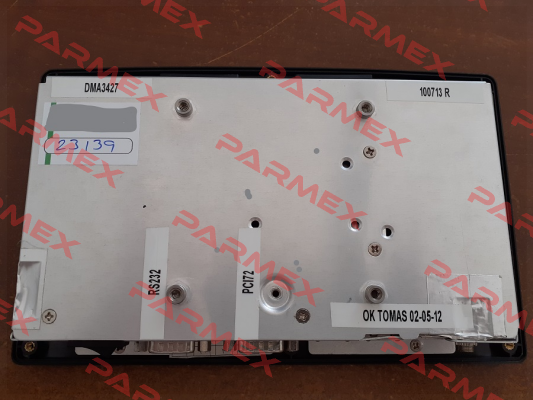 DMA3427
100713 R
23139
RS232
PCI72
OK TOMAS 02-05-12
PARMEX